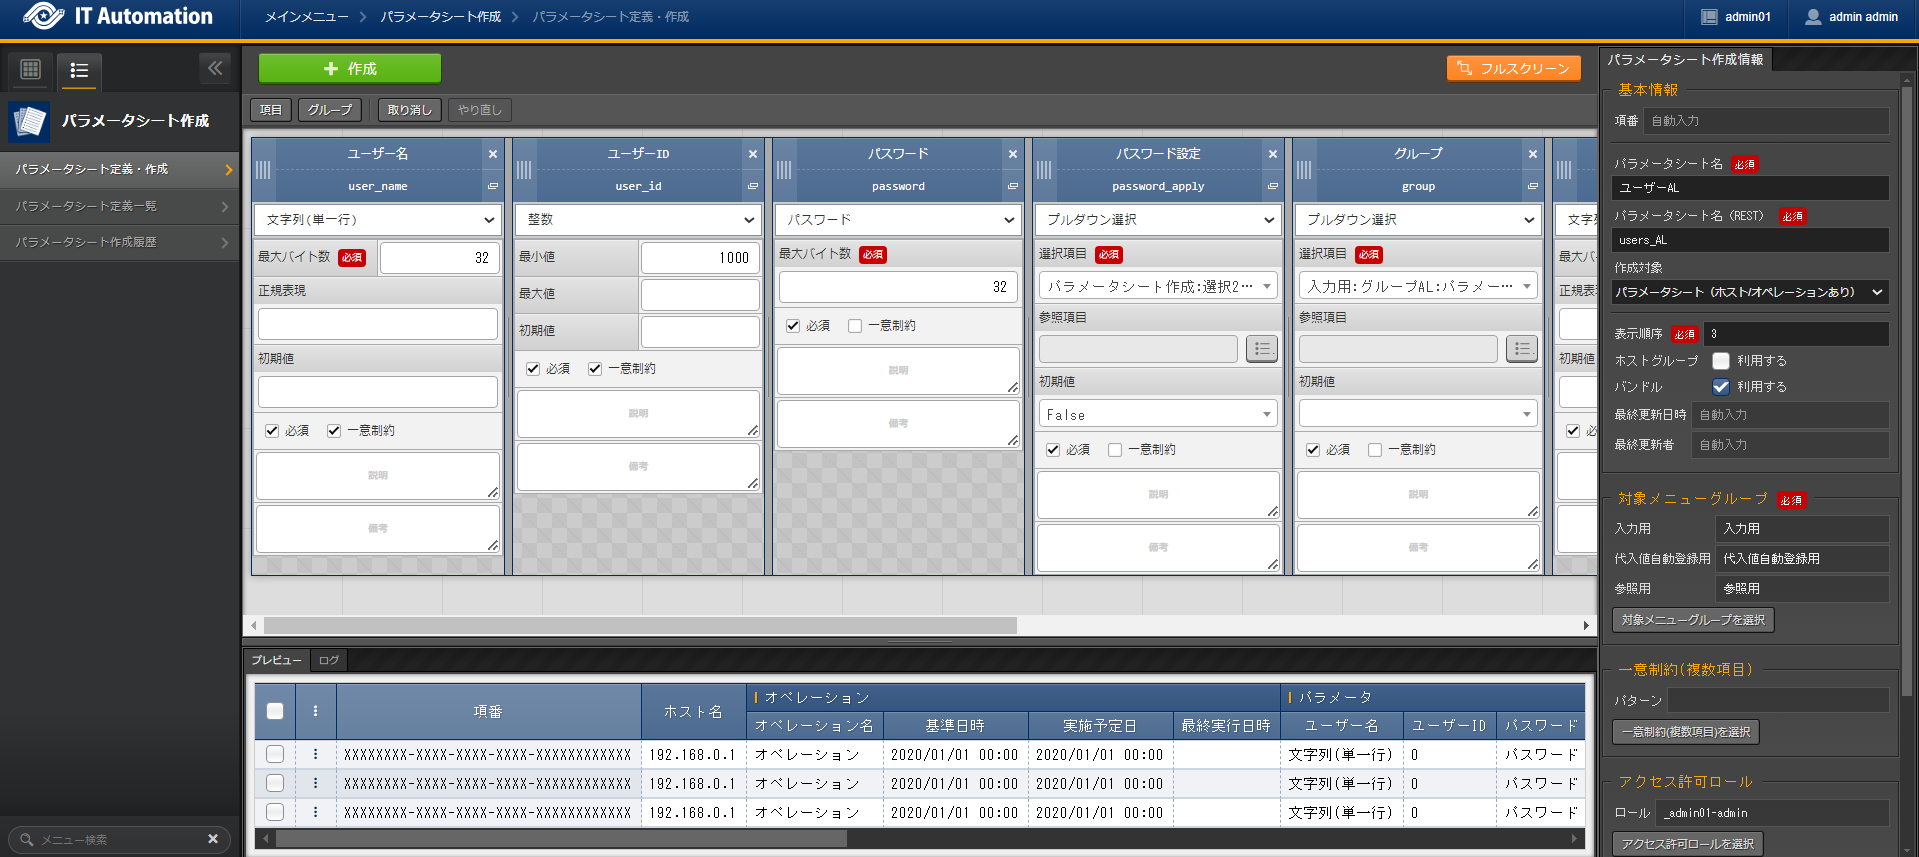 IT Automation
メインメニュー > パラメータシート作成 > パラメータシート定義・作成
admin01
admin admin
パラメータシート作成
パラメータシート定義・作成
パラメータシート定義一覧
パラメータシート作成履歴
メニュー検索
作成
フルスクリーン
項目 グループ 取り消し やり直し
ユーザー名
user_name
文字列(単一行)
最大バイト数 必須 32
正規表現
初期値
必須 一意制約
説明
備考
ユーザーID
user_id
整数
最小値 1000
最大値
初期値
必須 一意制約
説明
備考
パスワード
password
パスワード
最大バイト数 必須
32
必須 一意制約
説明
備考
パスワード設定
password_apply
プルダウン選択
選択項目 必須
パラメータシート作成:選択2...
参照項目
初期値
False
必須 一意制約
説明
備考
グループ
group
プルダウン選択
選択項目 必須
入力用:グループAL:パラメー...
参照項目
初期値
必須 一意制約
説明
備考
文字列
最大バ
正規表
初期値
プレビュー ログ
項番 ホスト名 オペレーション パラメータ
オペレーション名 基準日時 実施予定日 最終実行日時 ユーザー名 ユーザーID パスワード
XXXXXXXX-XXXX-XXXX-XXXX-XXXXXXXXXXXX 192.168.0.1 オペレーション 2020/01/01 00:00 2020/01/01 00:00 文字列(単一行) 0 パスワード
XXXXXXXX-XXXX-XXXX-XXXX-XXXXXXXXXXXX 192.168.0.1 オペレーション 2020/01/01 00:00 2020/01/01 00:00 文字列(単一行) 0 パスワード
XXXXXXXX-XXXX-XXXX-XXXX-XXXXXXXXXXXX 192.168.0.1 オペレーション 2020/01/01 00:00 2020/01/01 00:00 文字列(単一行) 0 パスワード
パラメータシート作成情報
基本情報
項番 自動入力
パラメータシート名 必須
ユーザーAL
パラメータシート名（REST） 必須
users_AL
作成対象
パラメータシート（ホスト/オペレーションあり）
表示順序 必須 3
ホストグループ 利用する
バンドル 利用する
最終更新日時 自動入力
最終更新者 自動入力
対象メニューグループ 必須
入力用 入力用
代入値自動登録用 代入値自動登録用
参照用 参照用
対象メニューグループを選択
一意制約(複数項目)
パターン
一意制約(複数項目)を選択
アクセス許可ロール
ロール _admin01-admin
アクセス許可ロールを選択